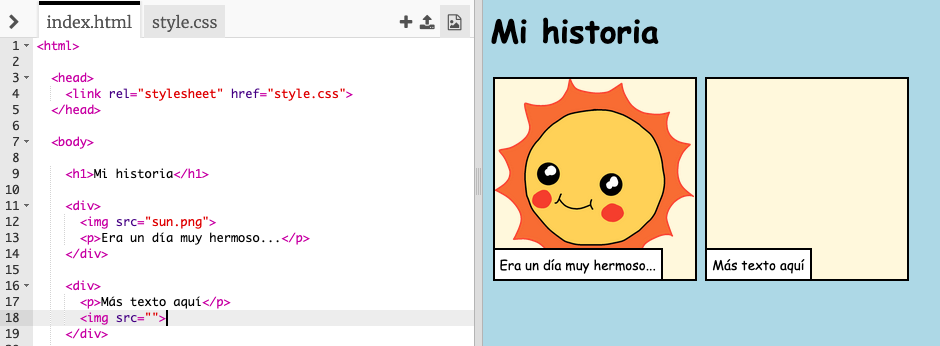 index.html
style.css
1 <html>
2
3 <head>
4 <link rel="stylesheet" href="style.css">
5 </head>
6
7 <body>
8
9 <h1>Mi historia</h1>
10
11 <div>
12 <img src="sun.png">
13 <p>Era un día muy hermoso...</p>
14 </div>
15
16 <div>
17 <p>Más texto aquí</p>
18 <img src="">
19 </div>
Mi historia
Era un día muy hermoso...
Más texto aquí